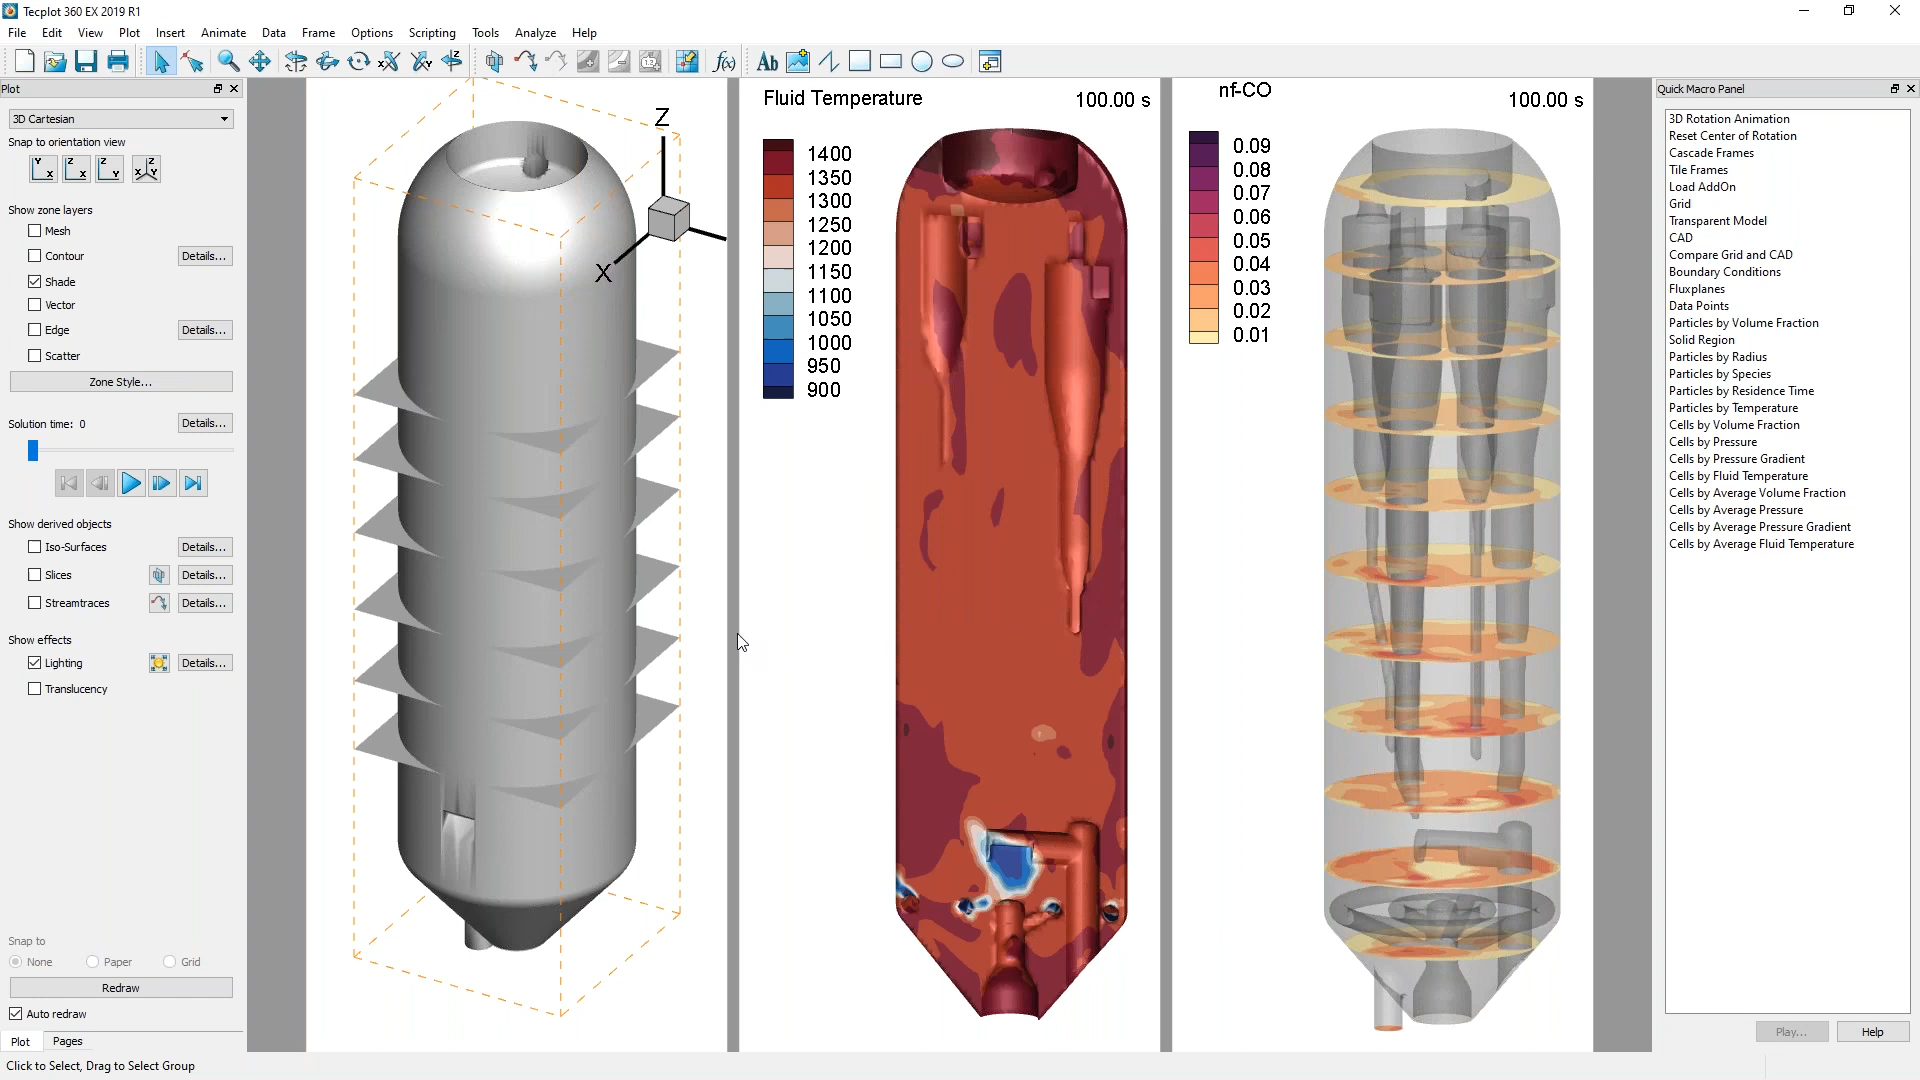 Tecplot 360 EX 2019 R1
File Edit View Plot Insert Animate Data Frame Options Scripting Tools Analyze Help
Plot
3D Cartesian
Snap to orientation view
Y X Z X Z Y Z X Y
Show zone layers
Mesh
Contour Details...
Shade
Vector
Edge Details...
Scatter
Zone Style...
Solution time: 0 Details...
Show derived objects
Iso-Surfaces Details...
Slices Details...
Streamtraces Details...
Show effects
Lighting Details...
Translucency
Snap to
None Paper Grid
Redraw
Auto redraw
Plot Pages
Click to Select, Drag to Select Group
Z
X
Fluid Temperature 100.00 s
1400
1350
1300
1250
1200
1150
1100
1050
1000
950
900
nf-CO 100.00 s
0.09
0.08
0.07
0.06
0.05
0.04
0.03
0.02
0.01
Quick Macro Panel
3D Rotation Animation
Reset Center of Rotation
Cascade Frames
Tile Frames
Load AddOn
Grid
Transparent Model
CAD
Compare Grid and CAD
Boundary Conditions
Fluxplanes
Data Points
Particles by Volume Fraction
Solid Region
Particles by Radius
Particles by Species
Particles by Residence Time
Particles by Temperature
Cells by Volume Fraction
Cells by Pressure
Cells by Pressure Gradient
Cells by Fluid Temperature
Cells by Average Volume Fraction
Cells by Average Pressure
Cells by Average Pressure Gradient
Cells by Average Fluid Temperature
Play... Help